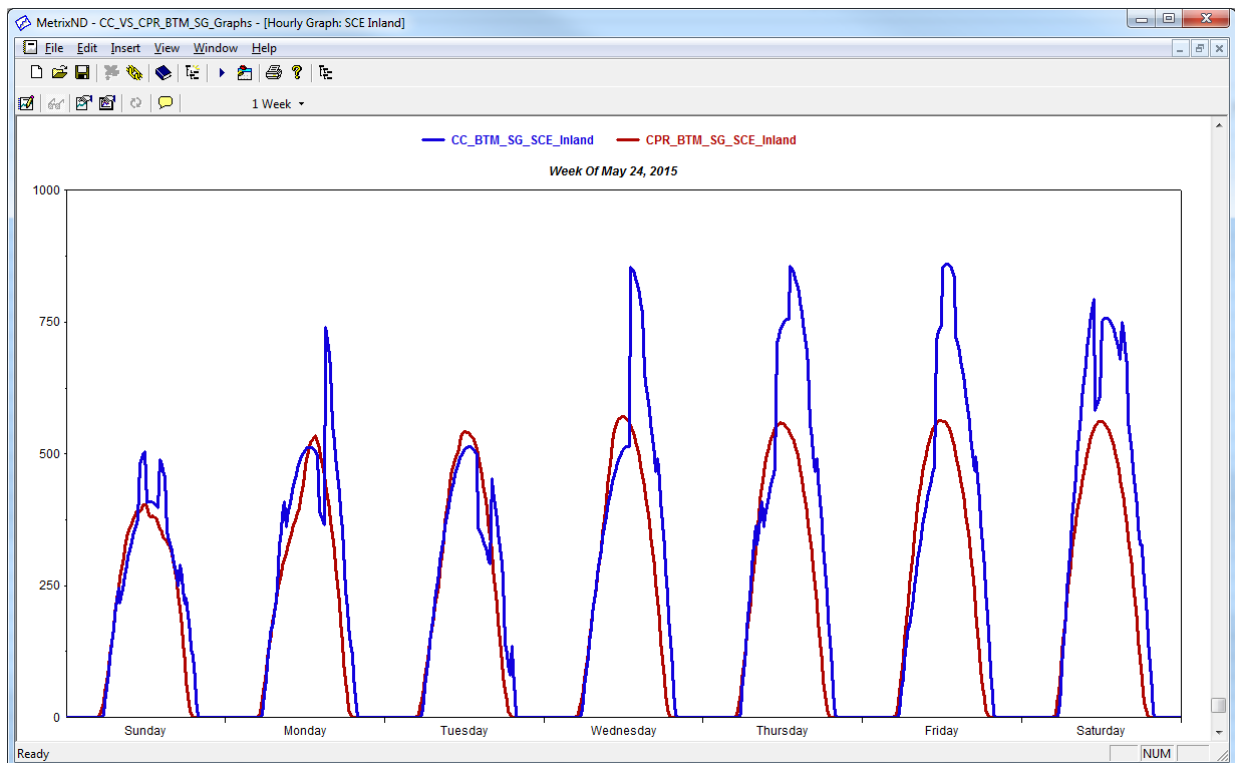 MetrixND - CC_VS_CPR_BTM_SG_Graphs - [Hourly Graph: SCE Inland]
File Edit Insert View Window Help
1 Week
CC_BTM_SG_SCE_Inland CPR_BTM_SG_SCE_Inland
Week Of May 24, 2015
1000
750
500
250
0
Sunday Monday Tuesday Wednesday Thursday Friday Saturday
Ready NUM